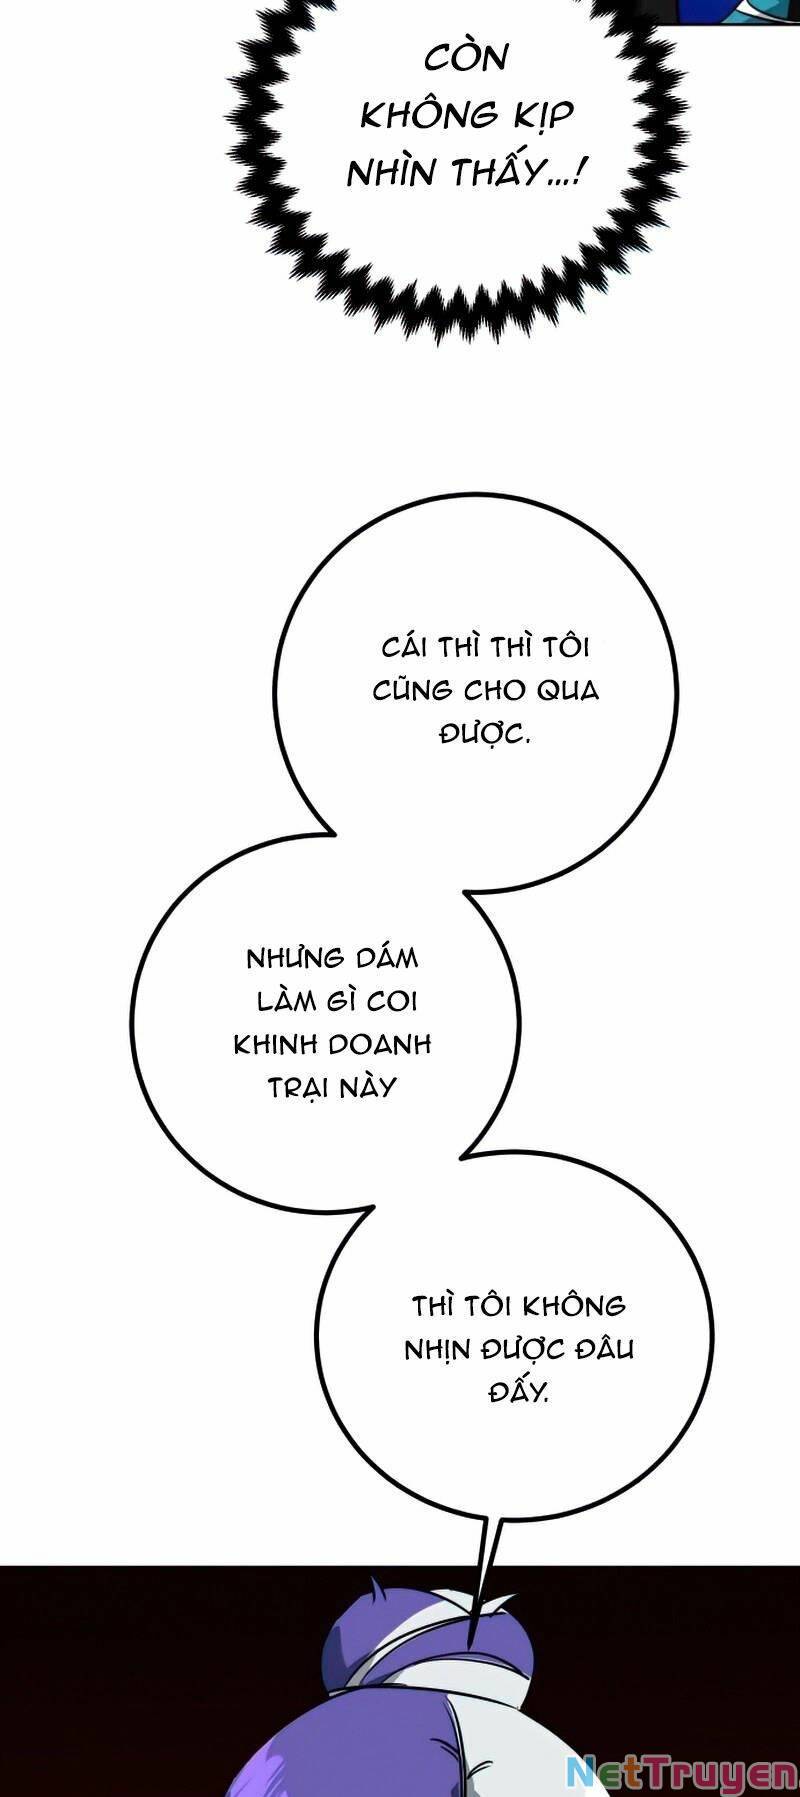 CÒN
KHÔNG KỊP
NHÌN THẤY...!
CÁI THÌ THÌ TÔI
CŨNG CHO QUA
ĐƯỢC.
NHƯNG DÁM
LÀM GÌ COI
KHINH DOANH
TRẠI NÀY
THÌ TÔI KHÔNG
NHỊN ĐƯỢC ĐÂU
ĐẤY.
NetTruyen